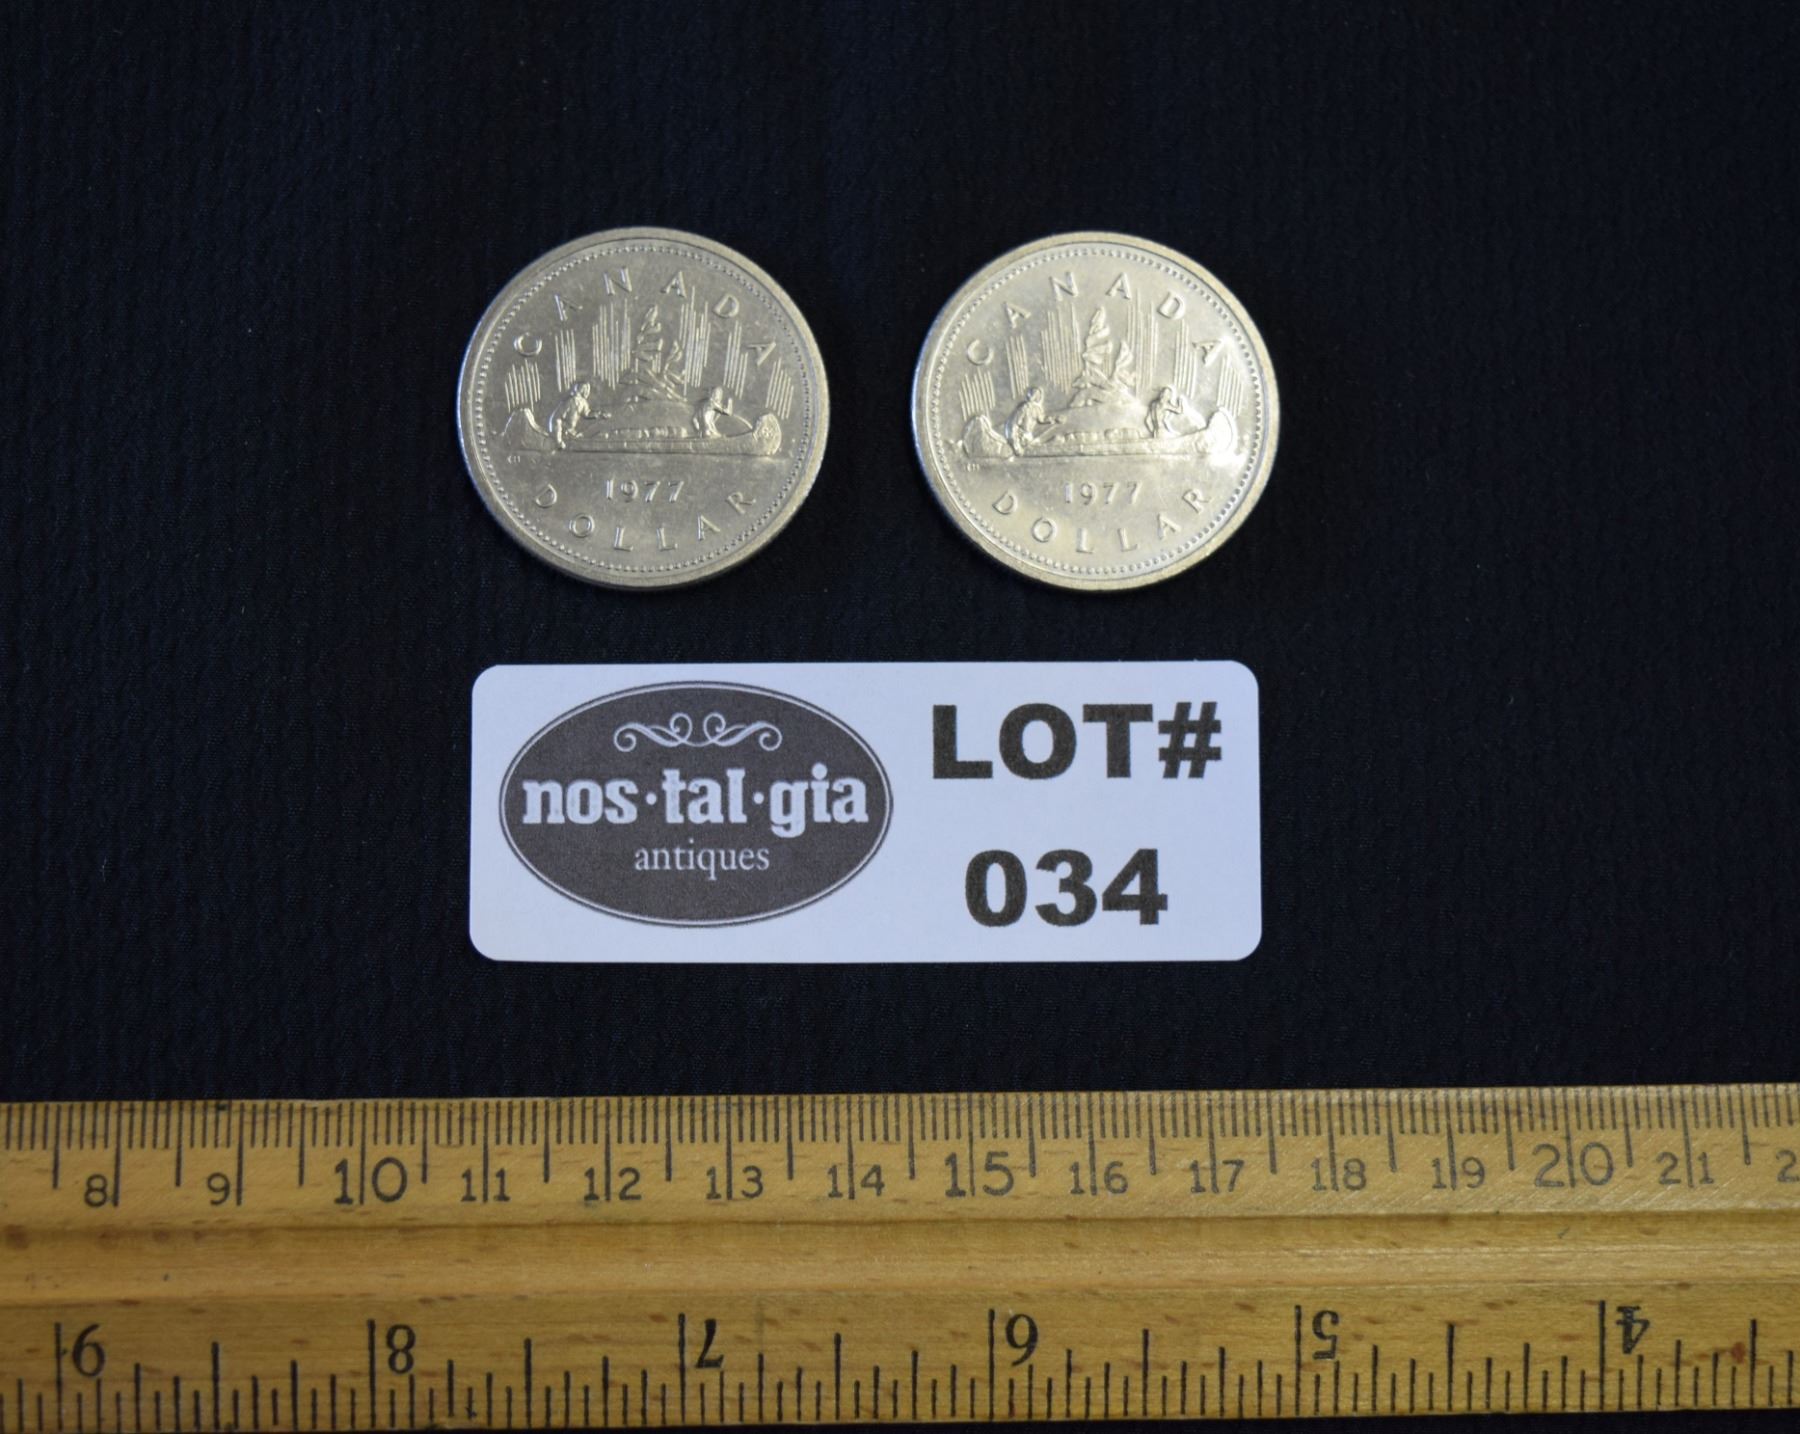 CANADA
1977
DOLLAR
CANADA
1977
DOLLAR
nos·tal·gia
antiques
LOT#
034
8 9 10 11 12 13 14 15 16 17 18 19 20 21 2
9 8 7 6 5 4